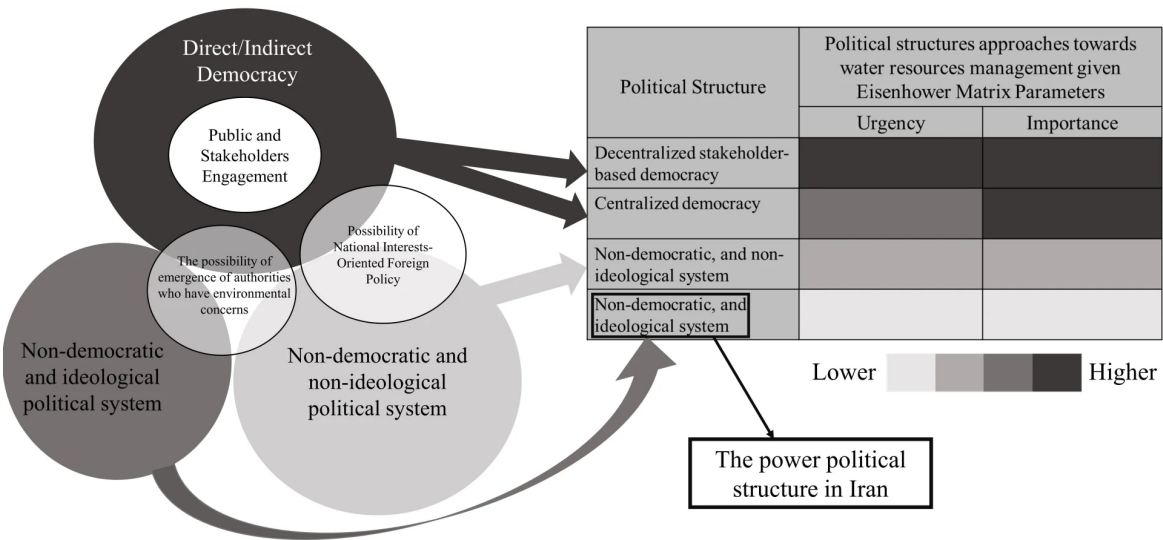 Direct/Indirect
Democracy
Public and
Stakeholders
Engagement
Possibility of
National Interests-
Oriented Foreign
Policy
The possibility of
emergence of authorities
who have environmental
concerns
Non-democratic
and ideological
political system
Non-democratic and
non-ideological
political system
Political Structure
Political structures approaches towards
water resources management given
Eisenhower Matrix Parameters
Urgency
Importance
Decentralized stakeholder-
based democracy
Centralized democracy
Non-democratic, and non-
ideological system
Non-democratic, and
ideological system
Lower
Higher
The power political
structure in Iran